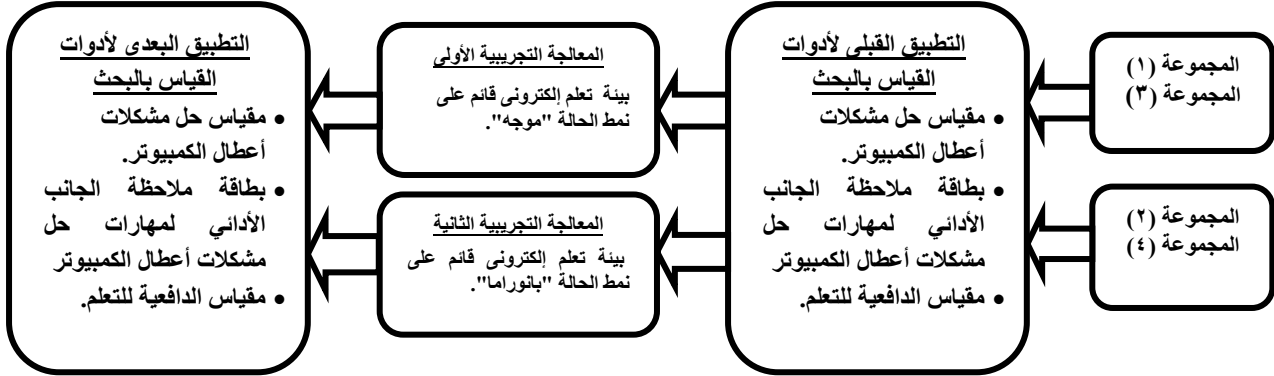 المجموعة (١)
المجموعة (٣)
المجموعة (٢)
المجموعة (٤)
التطبيق القبلى لأدوات
القياس بالبحث
• مقياس حل مشكلات
أعطال الكمبيوتر.
• بطاقة ملاحظة الجانب
الأدائي لمهارات حل
مشكلات أعطال الكمبيوتر
• مقياس الدافعية للتعلم.
المعالجة التجريبية الأولى
بيئة تعلم إلكترونى قائم على
نمط الحالة "موجه".
المعالجة التجريبية الثانية
بيئة تعلم إلكترونى قائم على
نمط الحالة "بانوراما".
التطبيق البعدى لأدوات
القياس بالبحث
• مقياس حل مشكلات
أعطال الكمبيوتر.
• بطاقة ملاحظة الجانب
الأدائي لمهارات حل
مشكلات أعطال الكمبيوتر
• مقياس الدافعية للتعلم.